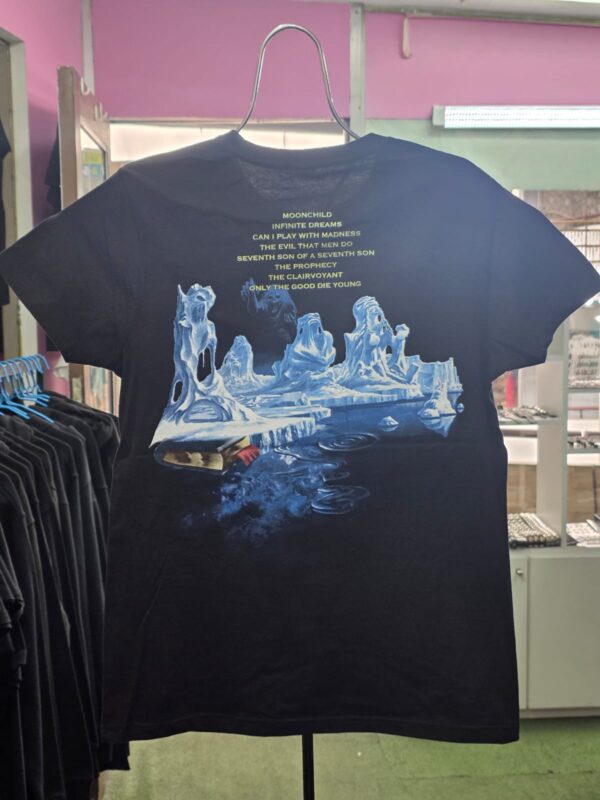 MOONCHILD
INFINITE DREAMS
CAN I PLAY WITH MADNESS
THE EVIL THAT MEN DO
SEVENTH SON OF A SEVENTH SON
THE PROPHECY
THE CLAIRVOYANT
ONLY THE GOOD DIE YOUNG